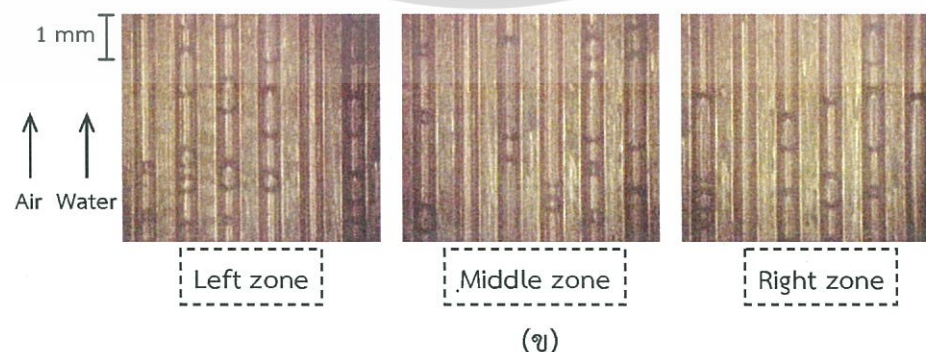 1 mm
Air Water
Left zone
Middle zone
Right zone
(ข)